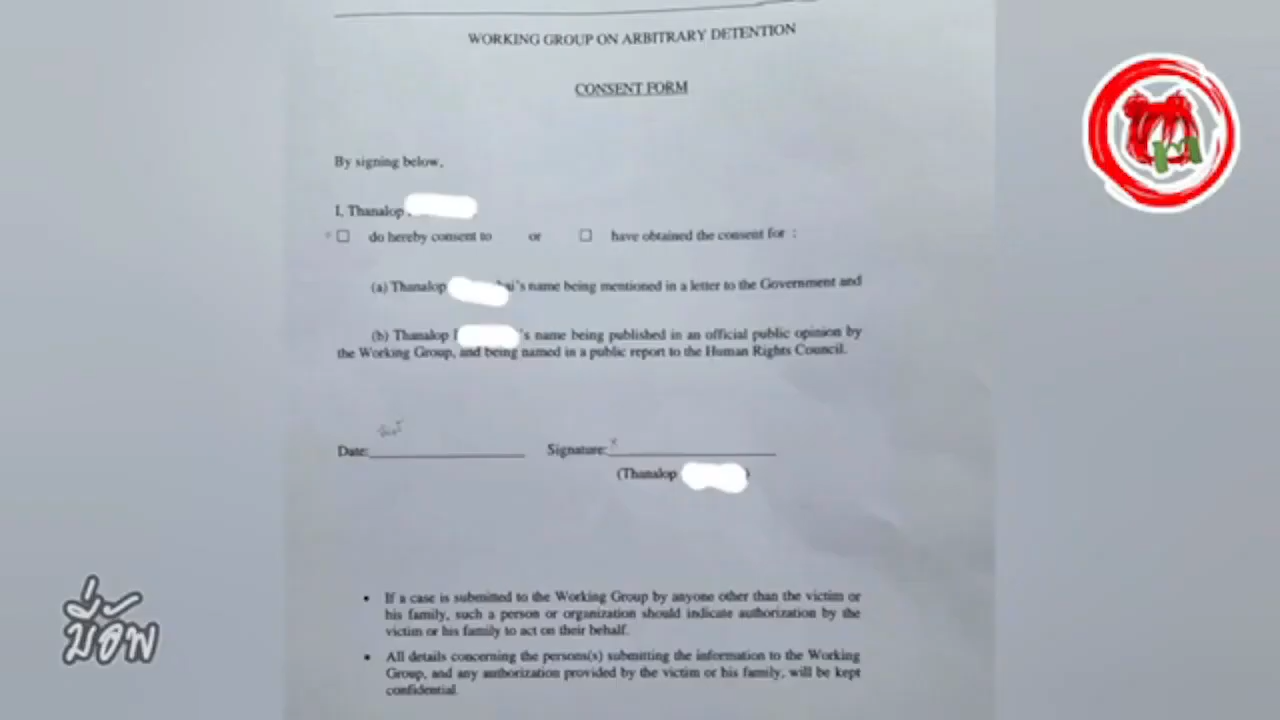 WORKING GROUP ON ARBITRARY DETENTION
CONSENT FORM
By signing below,
I, Thanalop
do hereby consent to or have obtained the consent for :
(a) Thanalop 's name being mentioned in a letter to the Government and
(b) Thanalop 's name being published in an official public opinion by
the Working Group, and being named in a public report to the Human Rights Council.
Date: Signature: x
(Thanalop )
• If a case is submitted to the Working Group by anyone other than the victim or
his family, such a person or organization should indicate authorization by the
victim or his family to act on their behalf.
• All details concerning the persons(s) submitting the information to the Working
Group, and any authorization provided by the victim or his family, will be kept
confidential.